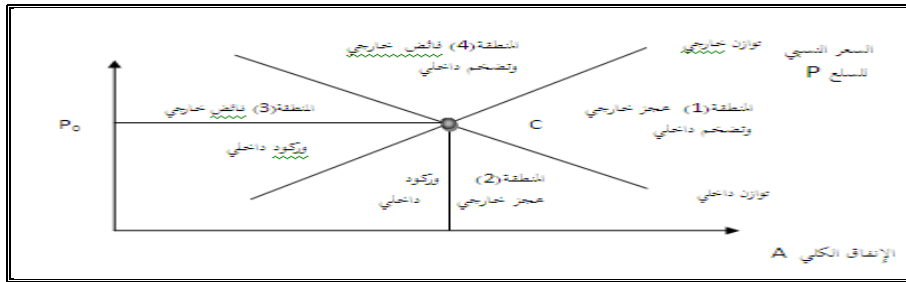 السعر النسبي
للسلع P
توازن خارجي
المنطقة(4) فائض خارجي
وتضخم داخلي
المنطقة(1) عجز خارجي
وتضخم داخلي
C
المنطقة(3) فائض خارجي
وركود داخلي
P₀
المنطقة(2) وركود
عجز خارجي داخلي
توازن داخلي
الإنفاق الكلي A